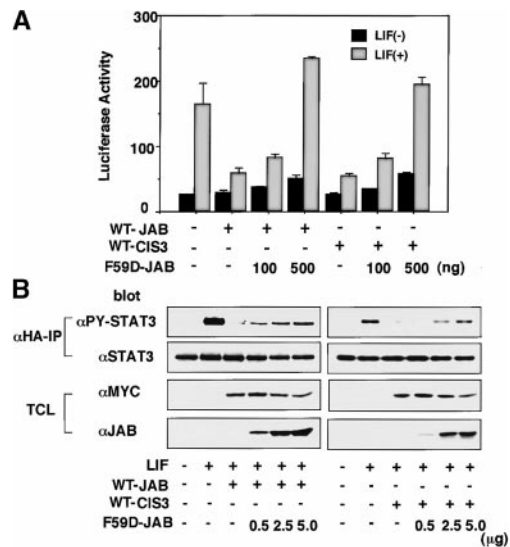 A
Luciferase Activity
300
200
100
0
LIF(-)
LIF(+)
WT-JAB - + + + - - -
WT-CIS3 - - - - + + +
F59D-JAB - - 100 500 - 100 500 (ng)
B
blot
αHA-IP
αPY-STAT3
αSTAT3
TCL
αMYC
αJAB
LIF - + + + + + - + + + + +
WT-JAB - - + + + + - - - - - -
WT-CIS3 - - - - - - - - + + + +
F59D-JAB - - - 0.5 2.5 5.0 - - - 0.5 2.5 5.0
(μg)